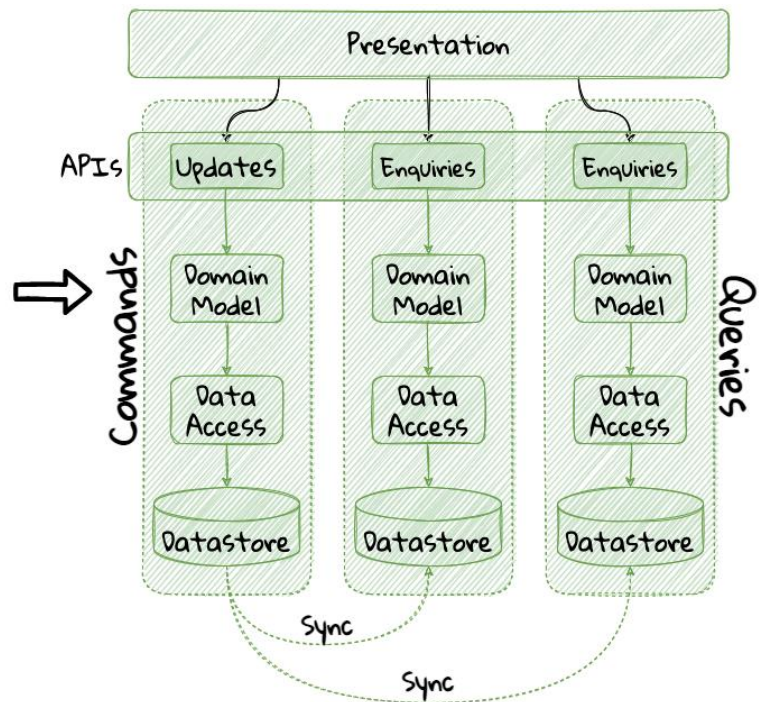 Presentation
APIs
Updates
Enquiries
Enquiries
Commands
Domain
Model
Domain
Model
Domain
Model
Queries
Data
Access
Data
Access
Data
Access
Datastore
Datastore
Datastore
Sync
Sync